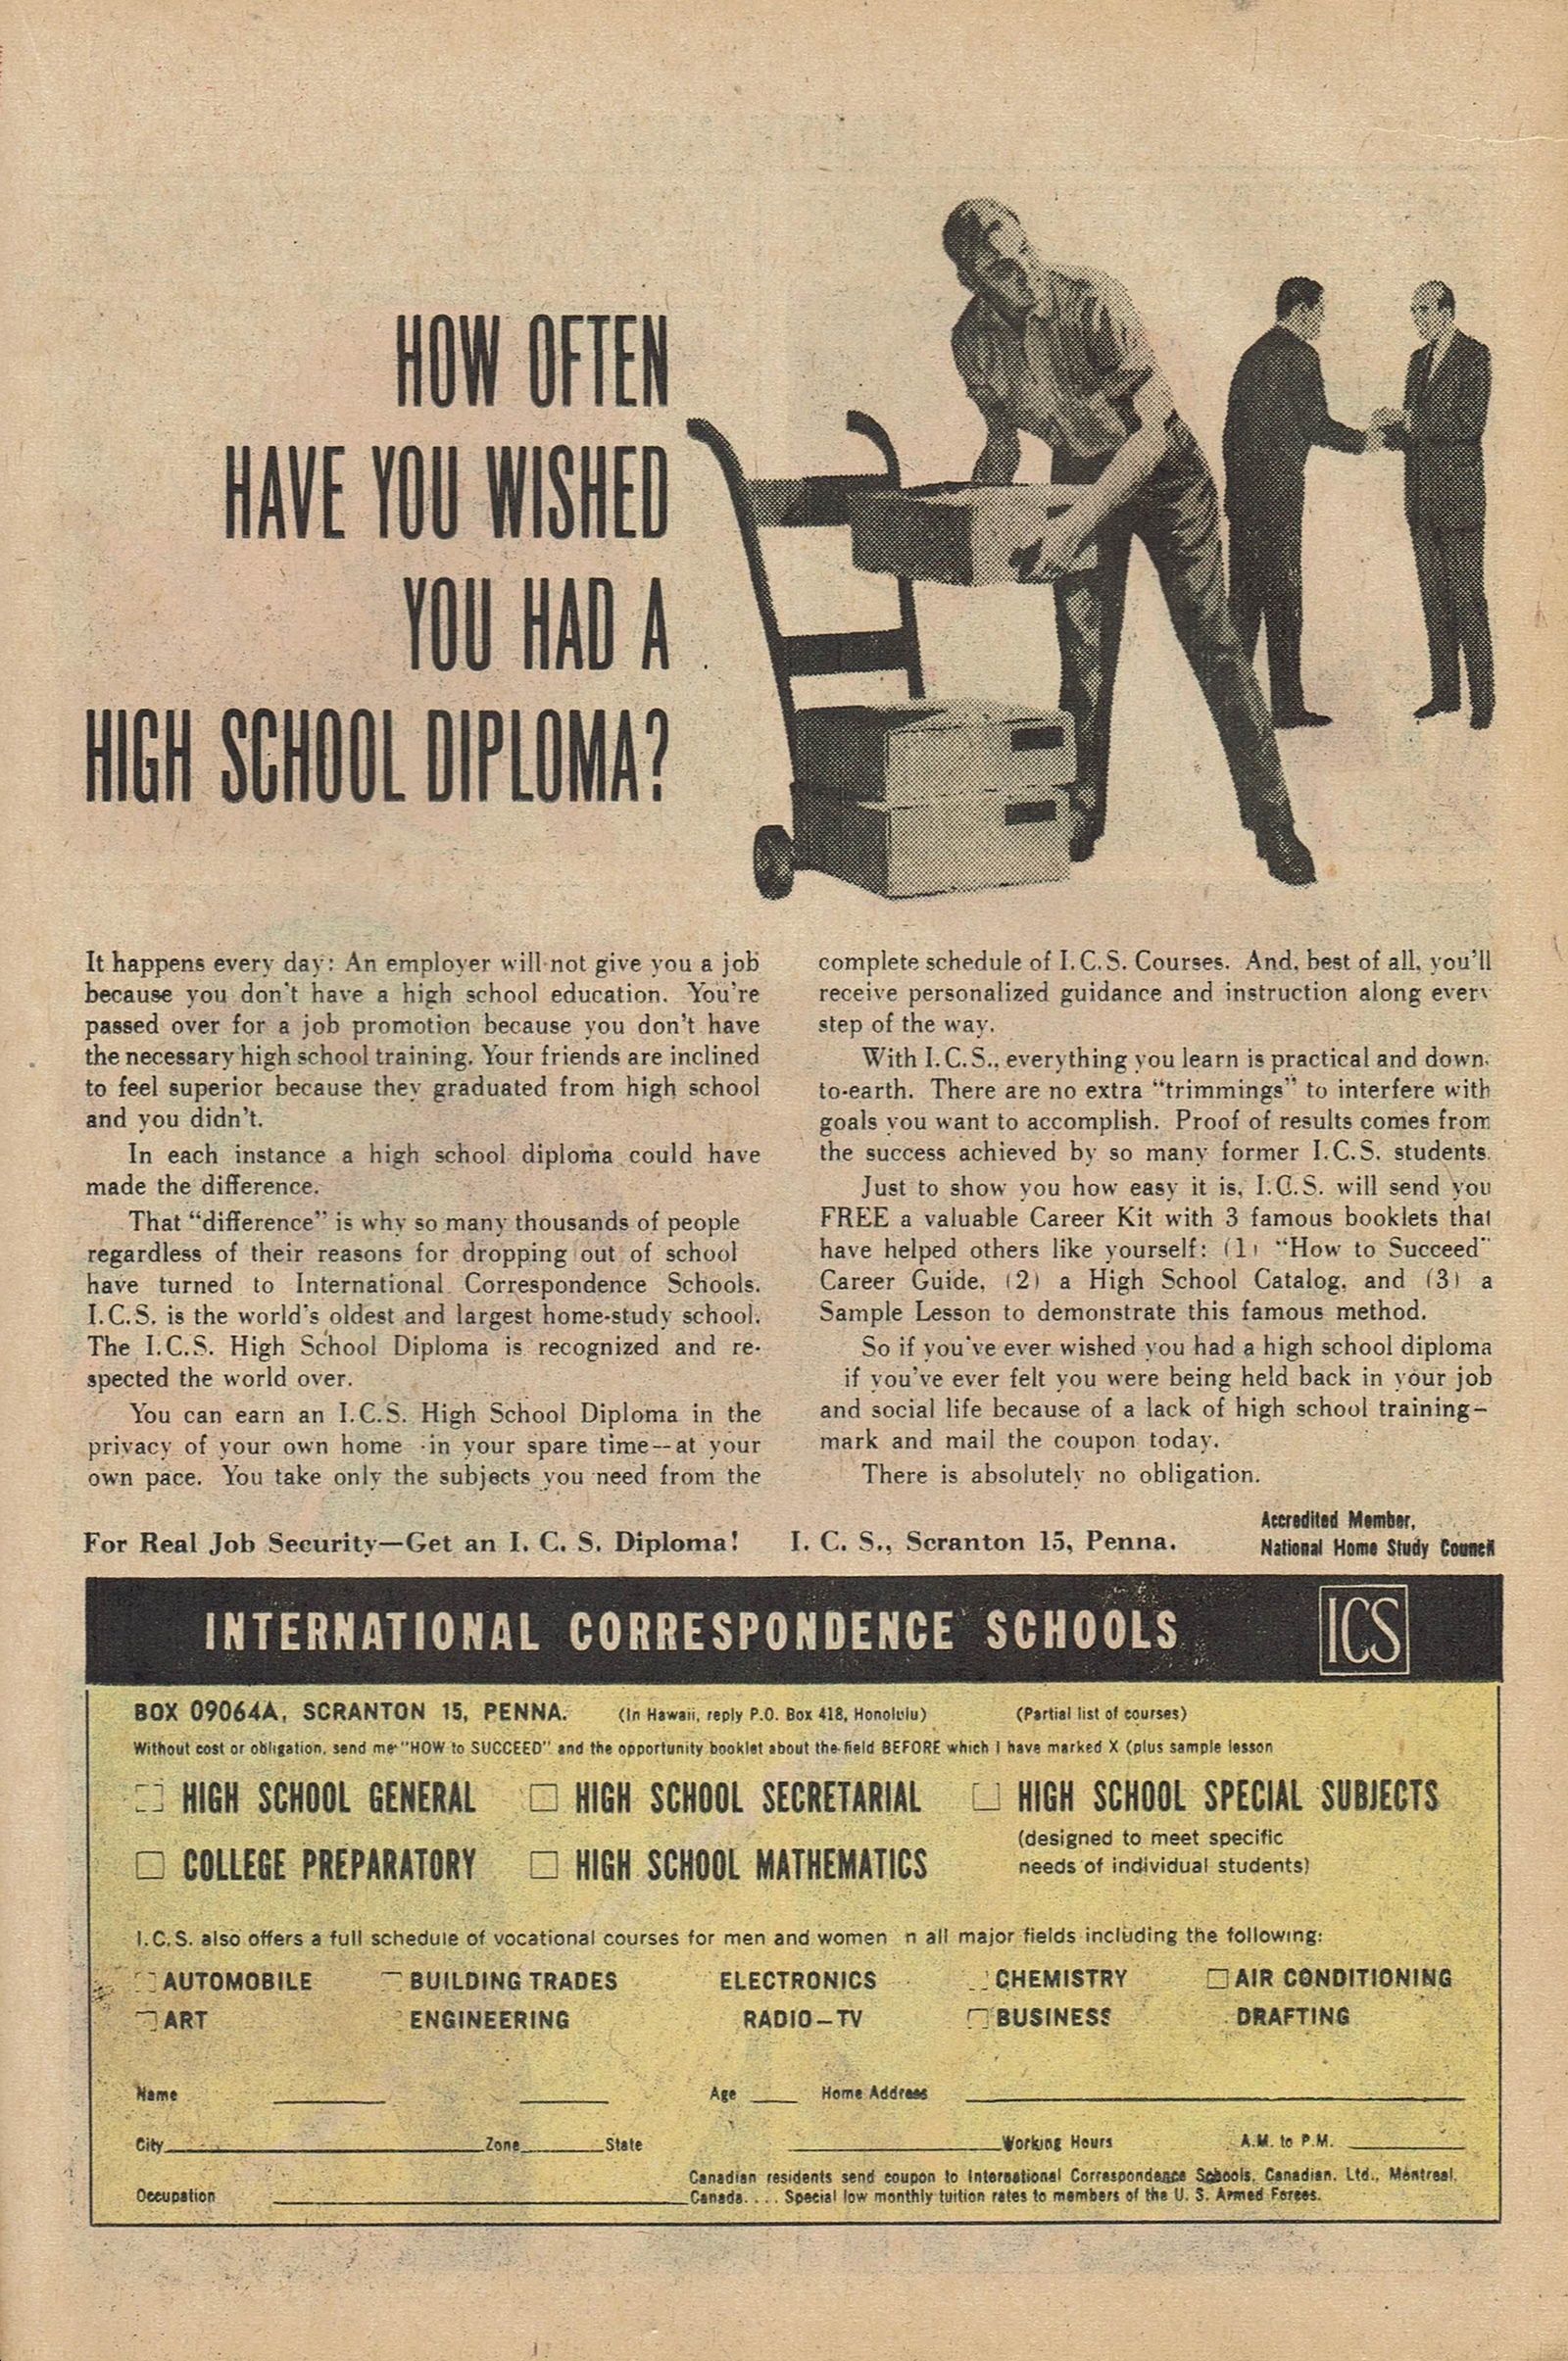 HOW OFTEN
HAVE YOU WISHED
YOU HAD A
HIGH SCHOOL DIPLOMA?
It happens every day: An employer will not give you a job
because you don't have a high school education. You're
passed over for a job promotion because you don't have
the necessary high school training. Your friends are inclined
to feel superior because they graduated from high school
and you didn't.
In each instance a high school diploma could have
made the difference.
That "difference" is why so many thousands of people
regardless of their reasons for dropping out of school
have turned to International Correspondence Schools.
I.C.S. is the world's oldest and largest home-study school.
The I.C.S. High School Diploma is recognized and re-
spected the world over.
You can earn an I.C.S. High School Diploma in the
privacy of your own home -in your spare time--at your
own pace. You take only the subjects you need from the
complete schedule of I.C.S. Courses. And, best of all, you'll
receive personalized guidance and instruction along every
step of the way.
With I.C.S., everything you learn is practical and down-
to-earth. There are no extra "trimmings" to interfere with
goals you want to accomplish. Proof of results comes from
the success achieved by so many former I.C.S. students.
Just to show you how easy it is, I.C.S. will send you
FREE a valuable Career Kit with 3 famous booklets that
have helped others like yourself: (1) "How to Succeed"
Career Guide, (2) a High School Catalog, and (3) a
Sample Lesson to demonstrate this famous method.
So if you've ever wished you had a high school diploma
if you've ever felt you were being held back in your job
and social life because of a lack of high school training—
mark and mail the coupon today.
There is absolutely no obligation.
For Real Job Security—Get an I. C. S. Diploma! I. C. S., Scranton 15, Penna.
Accredited Member,
National Home Study Council
INTERNATIONAL CORRESPONDENCE SCHOOLS ICS
BOX 09064A, SCRANTON 15, PENNA. (In Hawaii, reply P.O. Box 418, Honolulu) (Partial list of courses)
Without cost or obligation, send me "HOW to SUCCEED" and the opportunity booklet about the field BEFORE which I have marked X (plus sample lesson
HIGH SCHOOL GENERAL HIGH SCHOOL SECRETARIAL HIGH SCHOOL SPECIAL SUBJECTS
(designed to meet specific
COLLEGE PREPARATORY HIGH SCHOOL MATHEMATICS needs of individual students)
I.C.S. also offers a full schedule of vocational courses for men and women n all major fields including the following:
AUTOMOBILE BUILDING TRADES ELECTRONICS CHEMISTRY AIR CONDITIONING
ART ENGINEERING RADIO—TV BUSINESS DRAFTING
Name Age Home Address
City Zone State Working Hours A.M. to P.M.
Occupation
Canadian residents send coupon to International Correspondence Schools, Canadian, Ltd., Montreal,
Canada. . . . Special low monthly tuition rates to members of the U. S. Armed Forces.